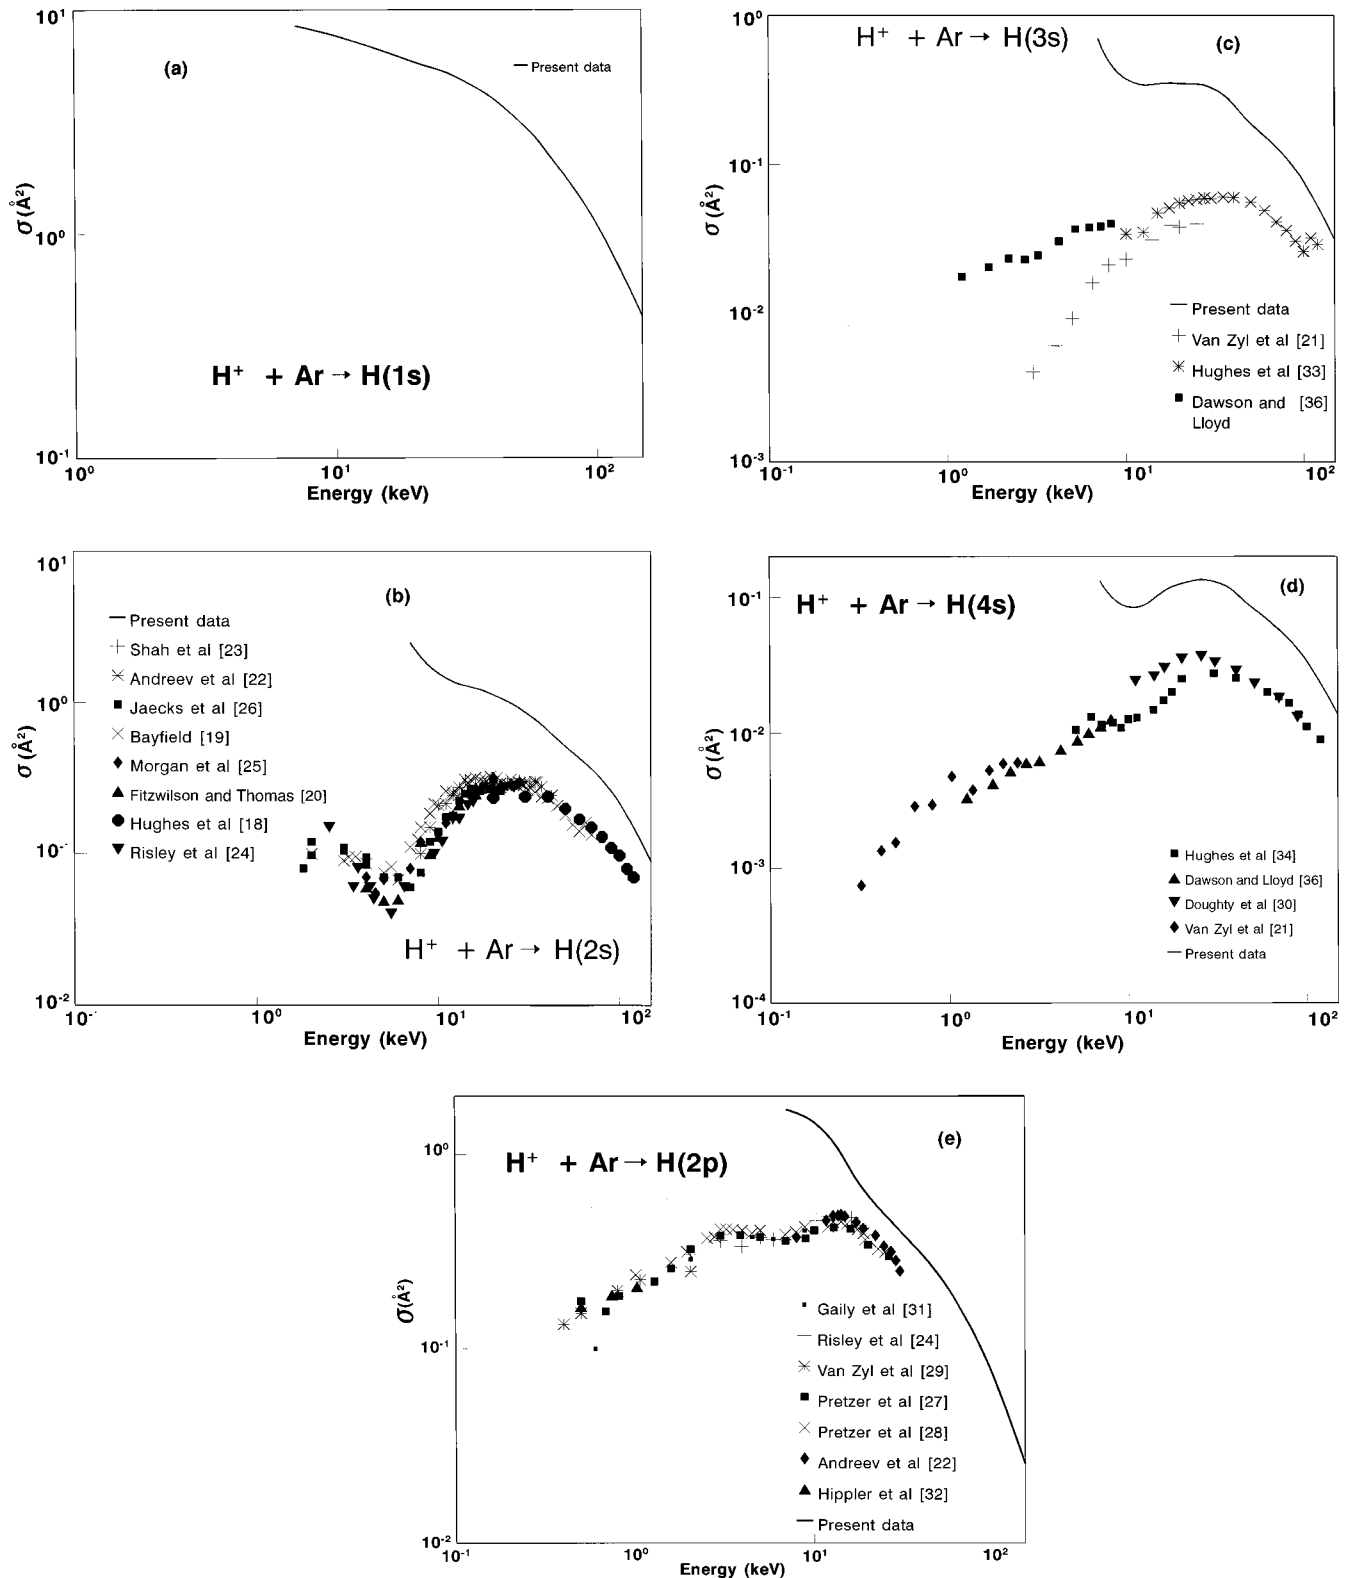 10¹
(a)
— Present data
σ(Å²)
10⁰
H⁺ + Ar → H(1s)
10⁻¹
10⁰ 10¹ 10²
Energy (keV)
10⁰
H⁺ + Ar → H(3s)
(c)
10⁻¹
σ(Å²)
10⁻²
Present data
Van Zyl et al [21]
Hughes et al [33]
Dawson and [36]
Lloyd
10⁻³
10⁻¹ 10⁰ 10¹ 10²
Energy (keV)
10¹
(b)
Present data
Shah et al [23]
Andreev et al [22]
Jaecks et al [26]
Bayfield [19]
Morgan et al [25]
Fitzwilson and Thomas [20]
Hughes et al [18]
Risley et al [24]
10⁰
σ(Å²)
10⁻¹
H⁺ + Ar → H(2s)
10⁻²
10⁻¹ 10⁰ 10¹ 10²
Energy (keV)
10⁻¹
H⁺ + Ar → H(4s)
(d)
10⁻²
σ(Å²)
10⁻³
Hughes et al [34]
Dawson and Lloyd [36]
Doughty et al [30]
Van Zyl et al [21]
Present data
10⁻⁴
10⁻¹ 10⁰ 10¹ 10²
Energy (keV)
10⁰
H⁺ + Ar → H(2p)
(e)
σ(Å²)
10⁻¹
Gaily et al [31]
Risley et al [24]
Van Zyl et al [29]
Pretzer et al [27]
Pretzer et al [28]
Andreev et al [22]
Hippler et al [32]
Present data
10⁻²
10⁻¹ 10⁰ 10¹ 10²
Energy (keV)